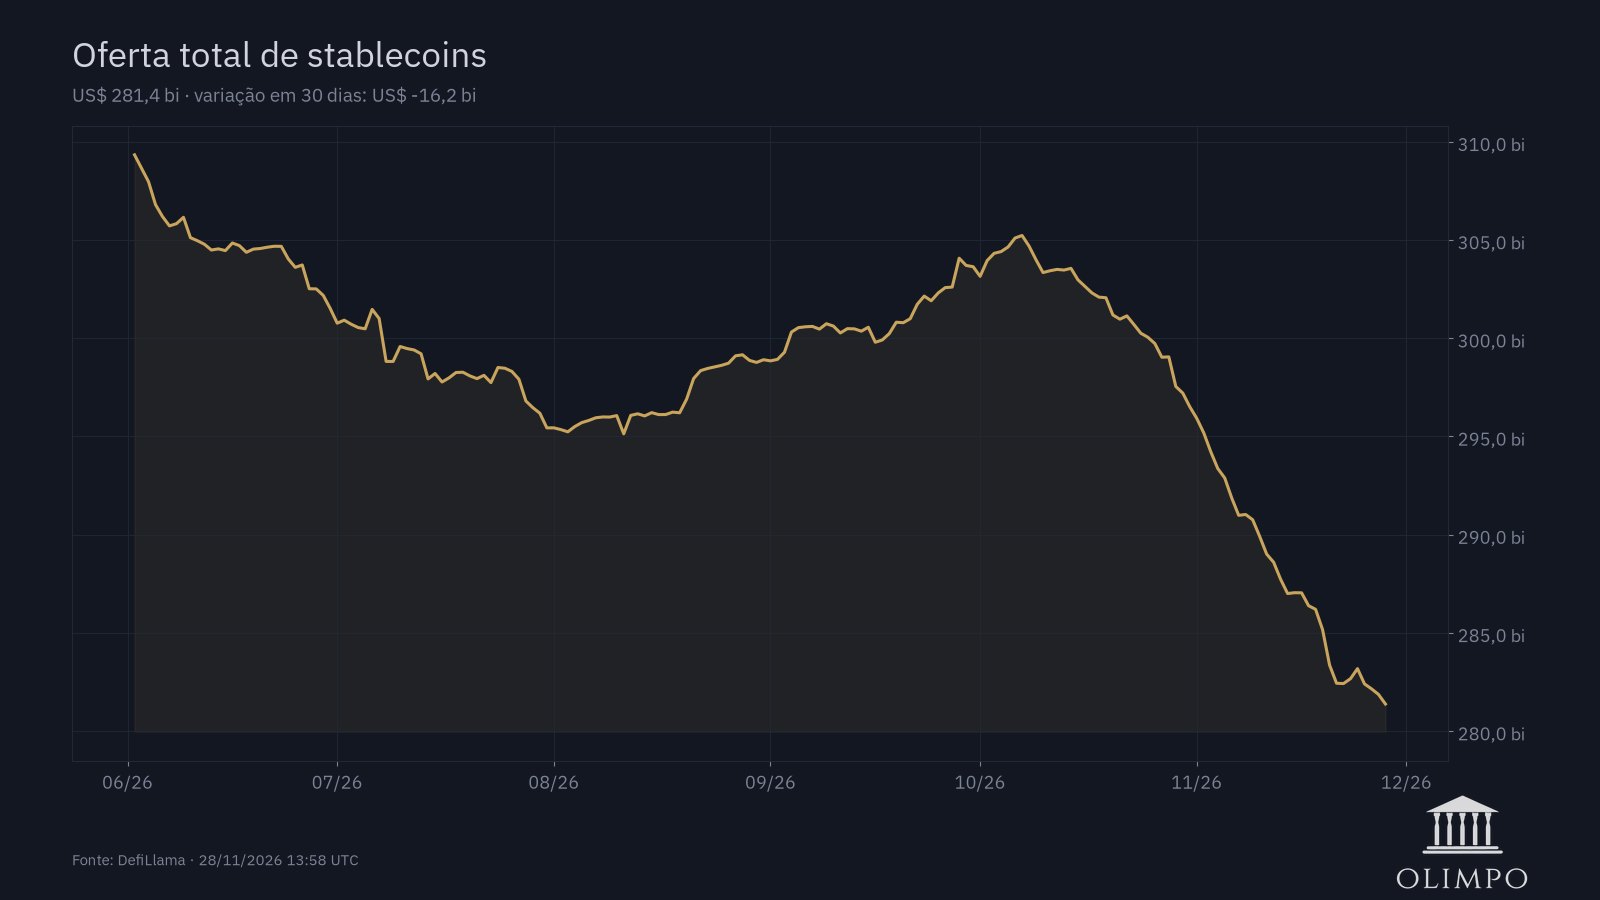 Oferta total de stablecoins
US$ 281,4 bi · variação em 30 dias: US$ -16,2 bi
310,0 bi
305,0 bi
300,0 bi
295,0 bi
290,0 bi
285,0 bi
280,0 bi
06/26 07/26 08/26 09/26 10/26 11/26 12/26
Fonte: DefiLlama · 28/11/2026 13:58 UTC
OLIMPO